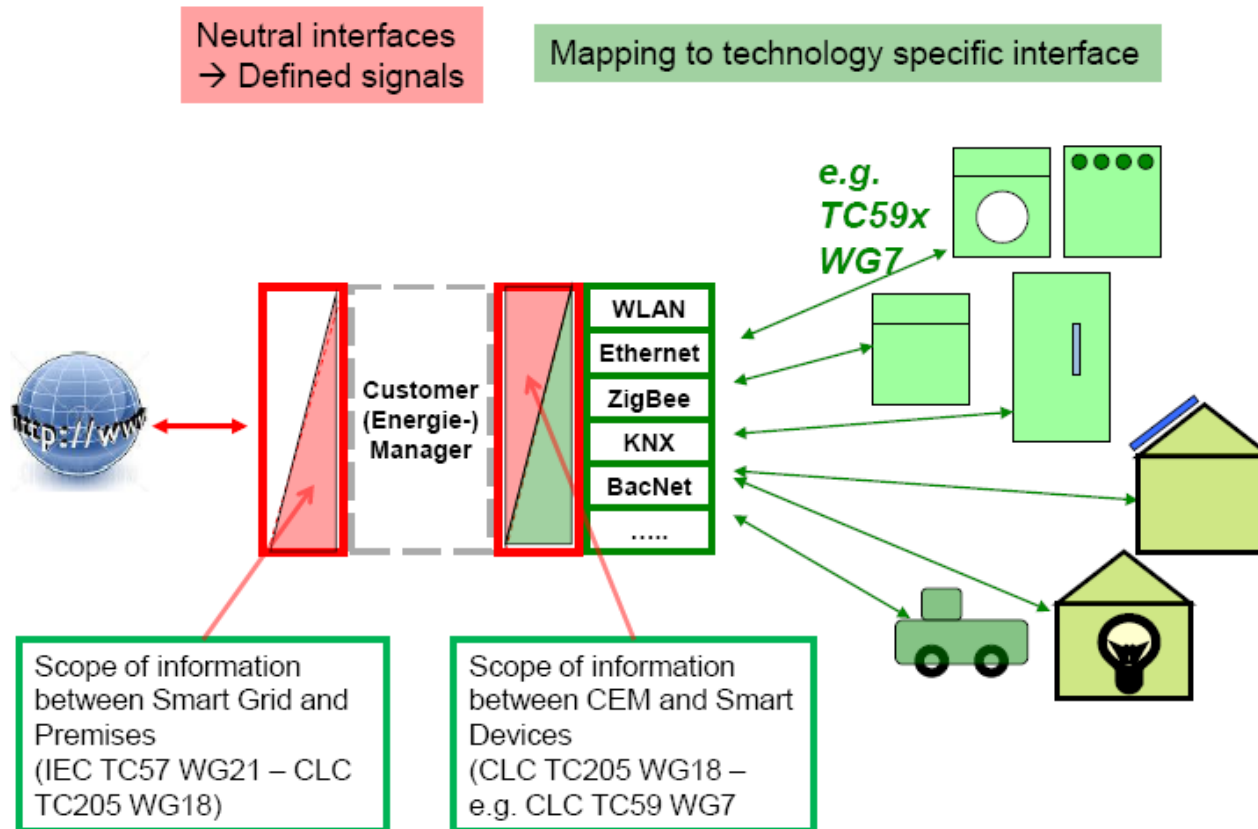 Neutral interfaces
→ Defined signals
Mapping to technology specific interface
e.g.
TC59x
WG7
http://www
Customer
(Energie-)
Manager
WLAN
Ethernet
ZigBee
KNX
BacNet
.....
Scope of information
between Smart Grid and
Premises
(IEC TC57 WG21 – CLC
TC205 WG18)
Scope of information
between CEM and Smart
Devices
(CLC TC205 WG18 –
e.g. CLC TC59 WG7